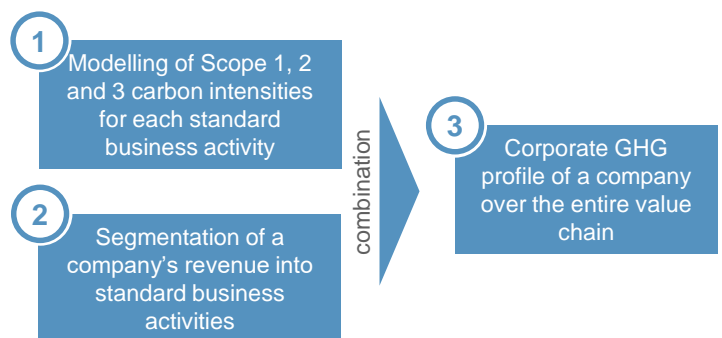 1
Modelling of Scope 1, 2
and 3 carbon intensities
for each standard
business activity
2
Segmentation of a
company's revenue into
standard business
activities
combination
3
Corporate GHG
profile of a company
over the entire value
chain